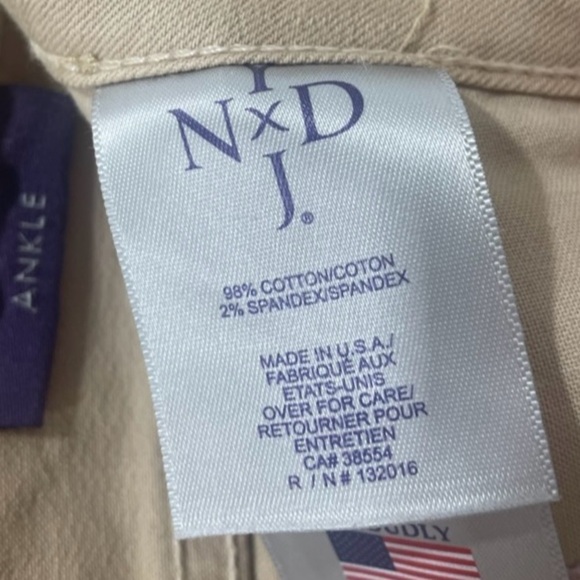 Y
N x D
J.®
98% COTTON/COTON
2% SPANDEX/SPANDEX
MADE IN U.S.A./
FABRIQUÉ AUX
ETATS-UNIS
OVER FOR CARE/
RETOURNER POUR
ENTRETIEN
CA# 38554
R / N # 132016
ANKLE